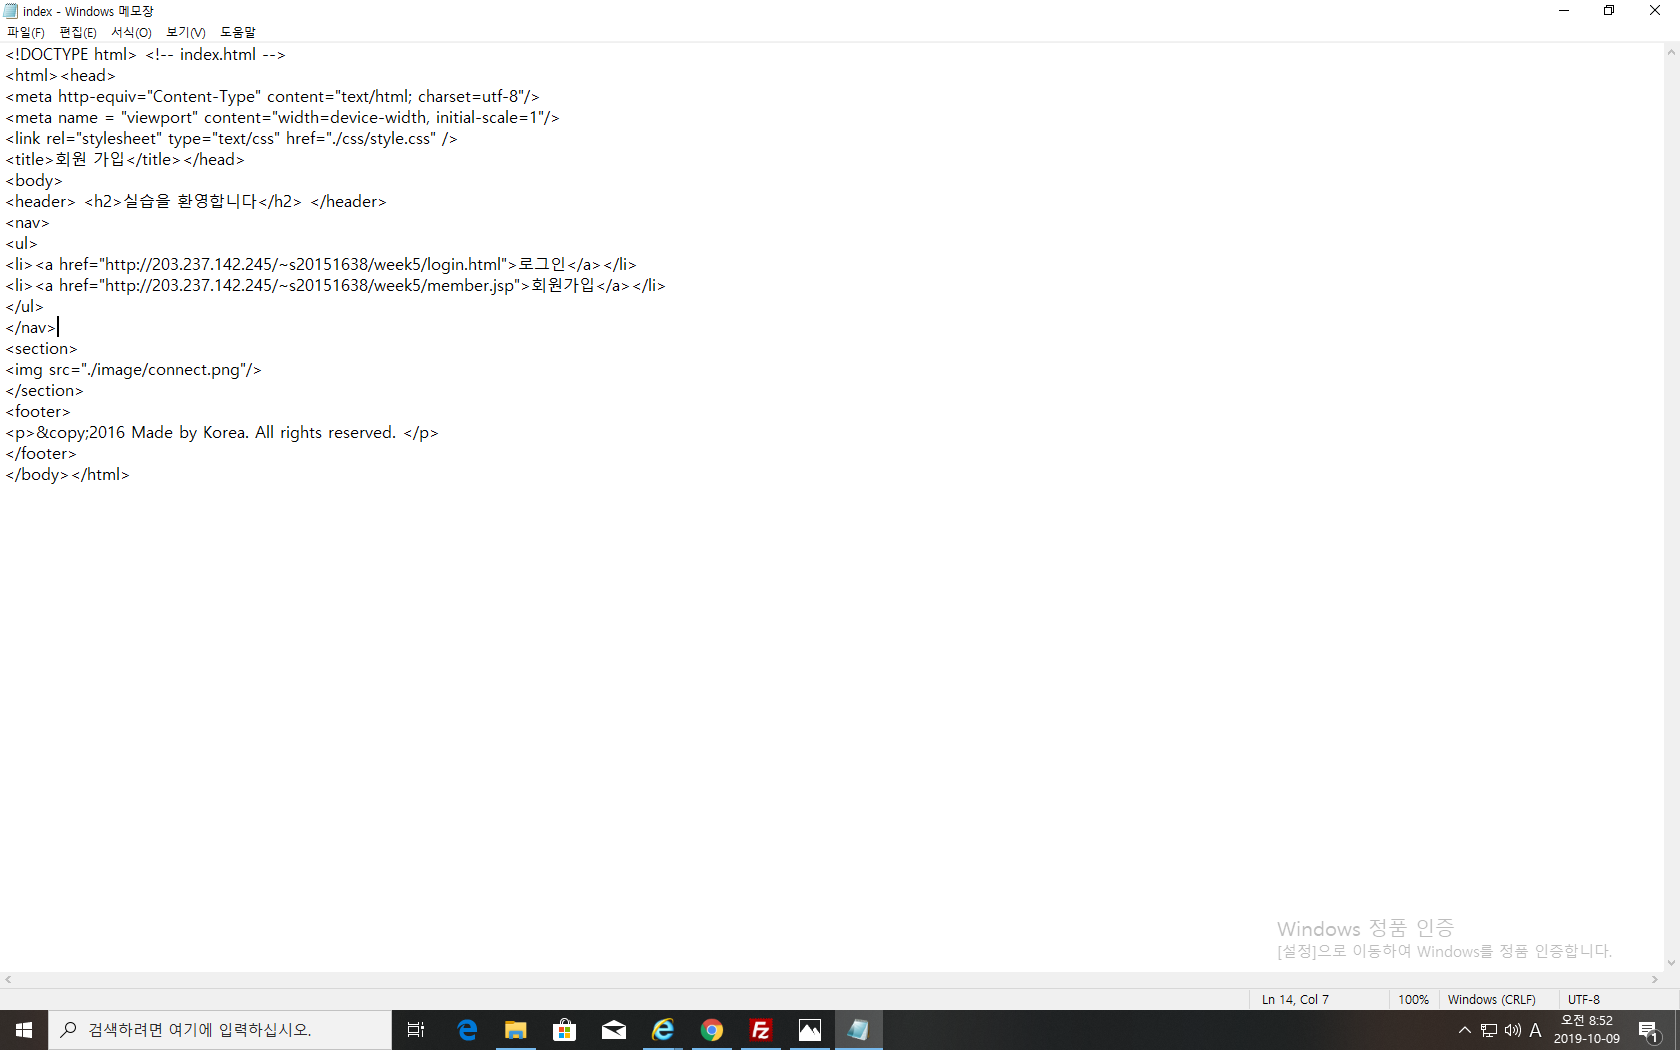 index - Windows 메모장
파일(F) 편집(E) 서식(O) 보기(V) 도움말
<!DOCTYPE html> <!-- index.html -->
<html><head>
<meta http-equiv="Content-Type" content="text/html; charset=utf-8"/>
<meta name = "viewport" content="width=device-width, initial-scale=1"/>
<link rel="stylesheet" type="text/css" href="./css/style.css" />
<title>회원 가입</title></head>
<body>
<header> <h2>실습을 환영합니다</h2> </header>
<nav>
<ul>
<li><a href="http://203.237.142.245/~s20151638/week5/login.html">로그인</a></li>
<li><a href="http://203.237.142.245/~s20151638/week5/member.jsp">회원가입</a></li>
</ul>
</nav>
<section>
<img src="./image/connect.png"/>
</section>
<footer>
<p>&copy;2016 Made by Korea. All rights reserved. </p>
</footer>
</body></html>
Windows 정품 인증
[설정]으로 이동하여 Windows를 정품 인증합니다.
Ln 14, Col 7 100% Windows (CRLF) UTF-8
검색하려면 여기에 입력하십시오.
A 오전 8:52
2019-10-09
1